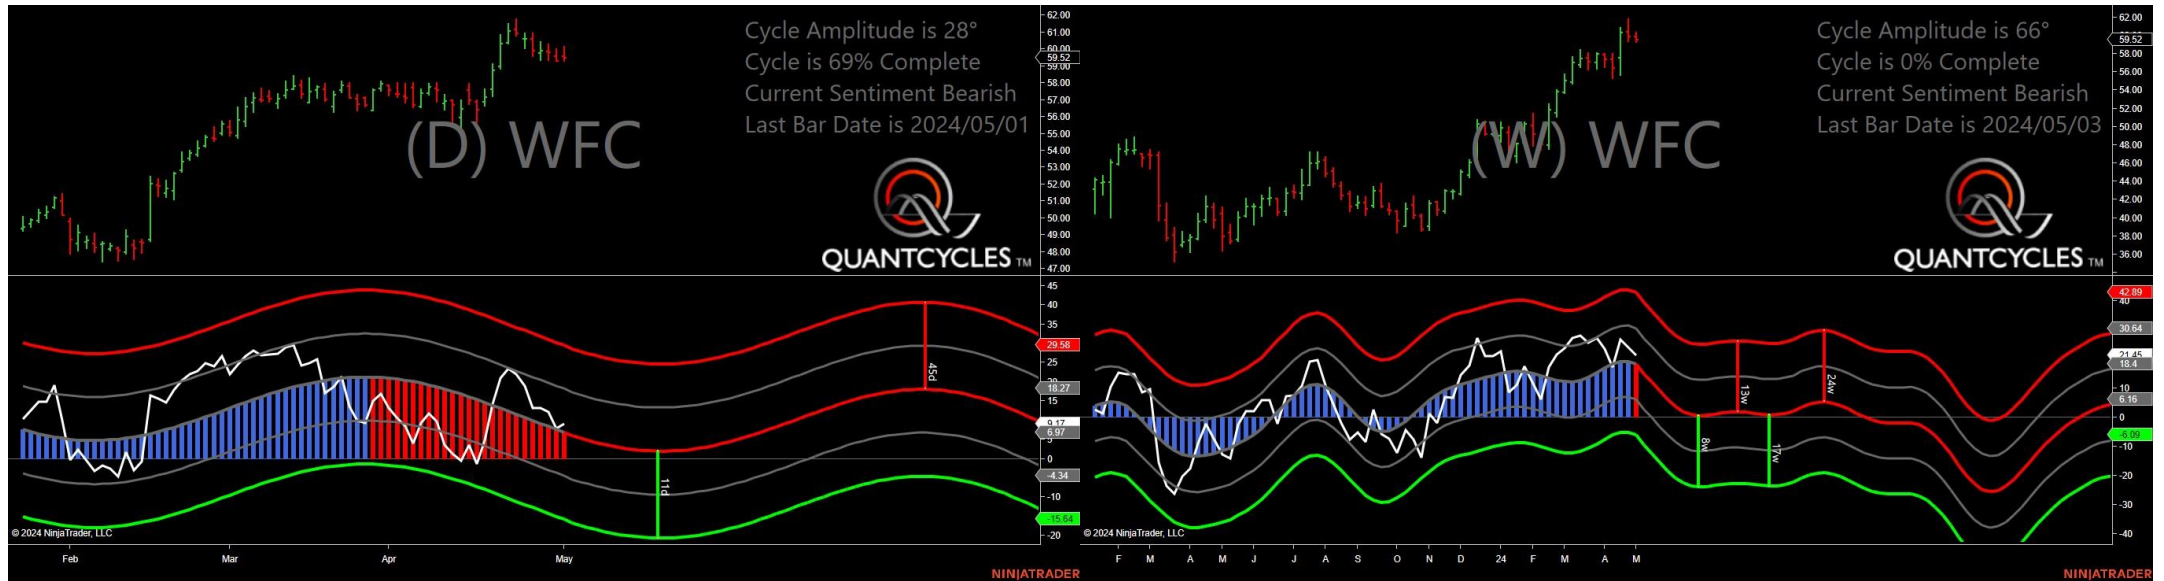 Cycle Amplitude is 28°
Cycle is 69% Complete
Current Sentiment Bearish
Last Bar Date is 2024/05/01
(D) WFC
QUANTCYCLES TM
62.00
61.00
60.00
59.52
59.00
58.00
57.00
56.00
55.00
54.00
53.00
52.00
51.00
50.00
49.00
48.00
47.00
45
40
35
29.58
25
18.27
15
9.17
6.97
0
-4.34
-10
-15.64
-20
45d
11d
© 2024 NinjaTrader, LLC
Feb Mar Apr May
NINJATRADER
Cycle Amplitude is 66°
Cycle is 0% Complete
Current Sentiment Bearish
Last Bar Date is 2024/05/03
(W) WFC
QUANTCYCLES TM
62.00
59.52
58.00
56.00
54.00
52.00
50.00
48.00
46.00
44.00
42.00
40.00
38.00
36.00
42.89
40
30.64
21.45
18.4
10
6.16
0
-6.09
-10
-20
-30
-40
13w
24w
8w
17w
© 2024 NinjaTrader, LLC
F M A M J J A S O N D 24 F M A M
NINJATRADER